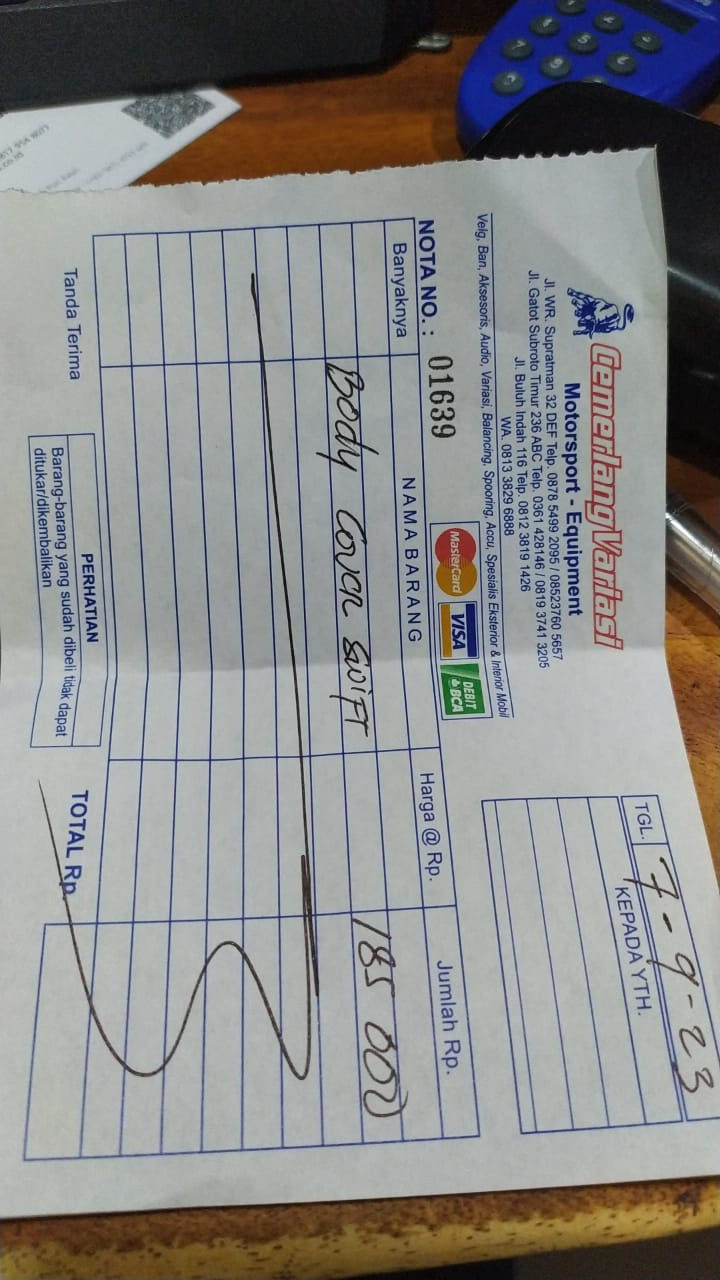 Cemerlang Variasi
Motorsport - Equipment
Jl. WR. Supratman 32 DEF Telp. 0878 5499 2095 / 08523760 5657
Jl. Gatot Subroto Timur 236 ABC Telp. 0361 428146 / 0819 3741 3205
Jl. Buluh Indah 116 Telp. 0812 3819 1426
WA. 0813 3829 6888
Velg, Ban, Aksesoris, Audio, Variasi, Balancing, Spooring, Accu, Spesialis Eksterior & Interior Mobil
TGL. 7-9-23
KEPADA YTH.
NOTA NO. : 01639
MasterCard VISA DEBIT BCA
Banyaknya NAMA BARANG Harga @ Rp. Jumlah Rp.
Body Cover Swift 185 000
Tanda Terima
PERHATIAN
Barang-barang yang sudah dibeli tidak dapat
ditukar/dikembalikan
TOTAL Rp.